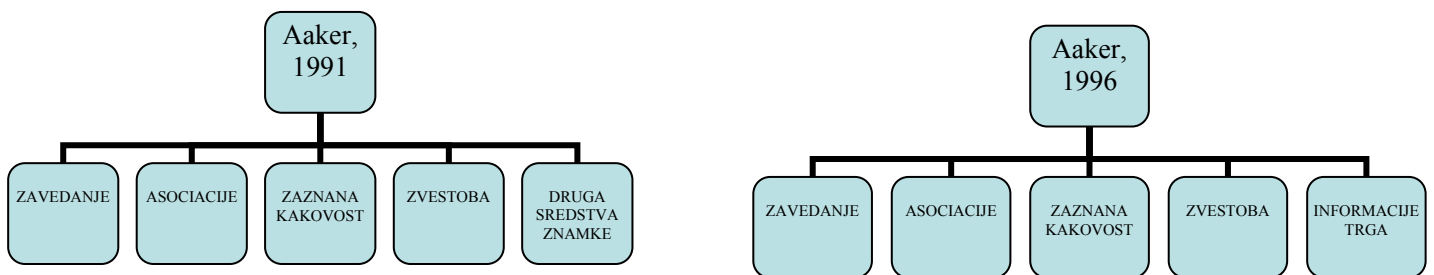 Aaker,
1991
ZAVEDANJE
ASOCIACIJE
ZAZNANA
KAKOVOST
ZVESTOBA
DRUGA
SREDSTVA
ZNAMKE
Aaker,
1996
ZAVEDANJE
ASOCIACIJE
ZAZNANA
KAKOVOST
ZVESTOBA
INFORMACIJE
TRGA